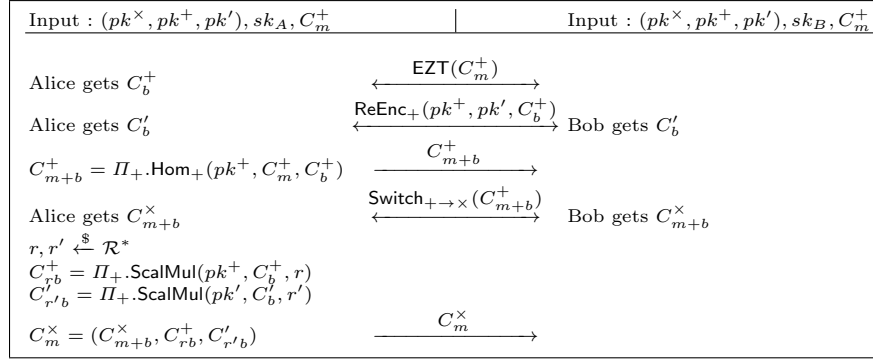 Input : (pk^×, pk^+, pk′), sk_A, C_m^+ Input : (pk^×, pk^+, pk′), sk_B, C_m^+
Alice gets C_b^+ EZT(C_m^+)
Alice gets C′_b ReEnc_+(pk^+, pk′, C_b^+) Bob gets C′_b
C_{m+b}^+ = Π_+.Hom_+(pk^+, C_m^+, C_b^+) C_{m+b}^+
Alice gets C_{m+b}^× Switch_{+→×}(C_{m+b}^+) Bob gets C_{m+b}^×
r, r′ ←$ R*
C_{rb}^+ = Π_+.ScalMul(pk^+, C_b^+, r)
C′_{r′b} = Π_+.ScalMul(pk′, C′_b, r′)
C_m^× = (C_{m+b}^×, C_{rb}^+, C′_{r′b}) C_m^×